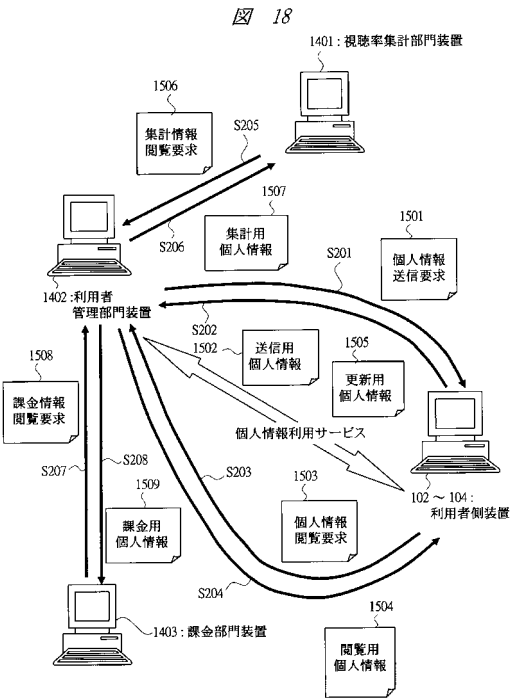 図 18
1401：視聴率集計部門装置
1506
集計情報
閲覧要求
S205
S206
1507
集計用
個人情報
1501
個人情報
送信要求
S201
1402：利用者
管理部門装置
S202
1502
送信用
個人情報
1505
更新用
個人情報
1508
課金情報
閲覧要求
個人情報利用サービス
S207
S208
S203
1503
個人情報
閲覧要求
102～104：
利用者側装置
1509
課金用
個人情報
S204
1403：課金部門装置
1504
閲覧用
個人情報